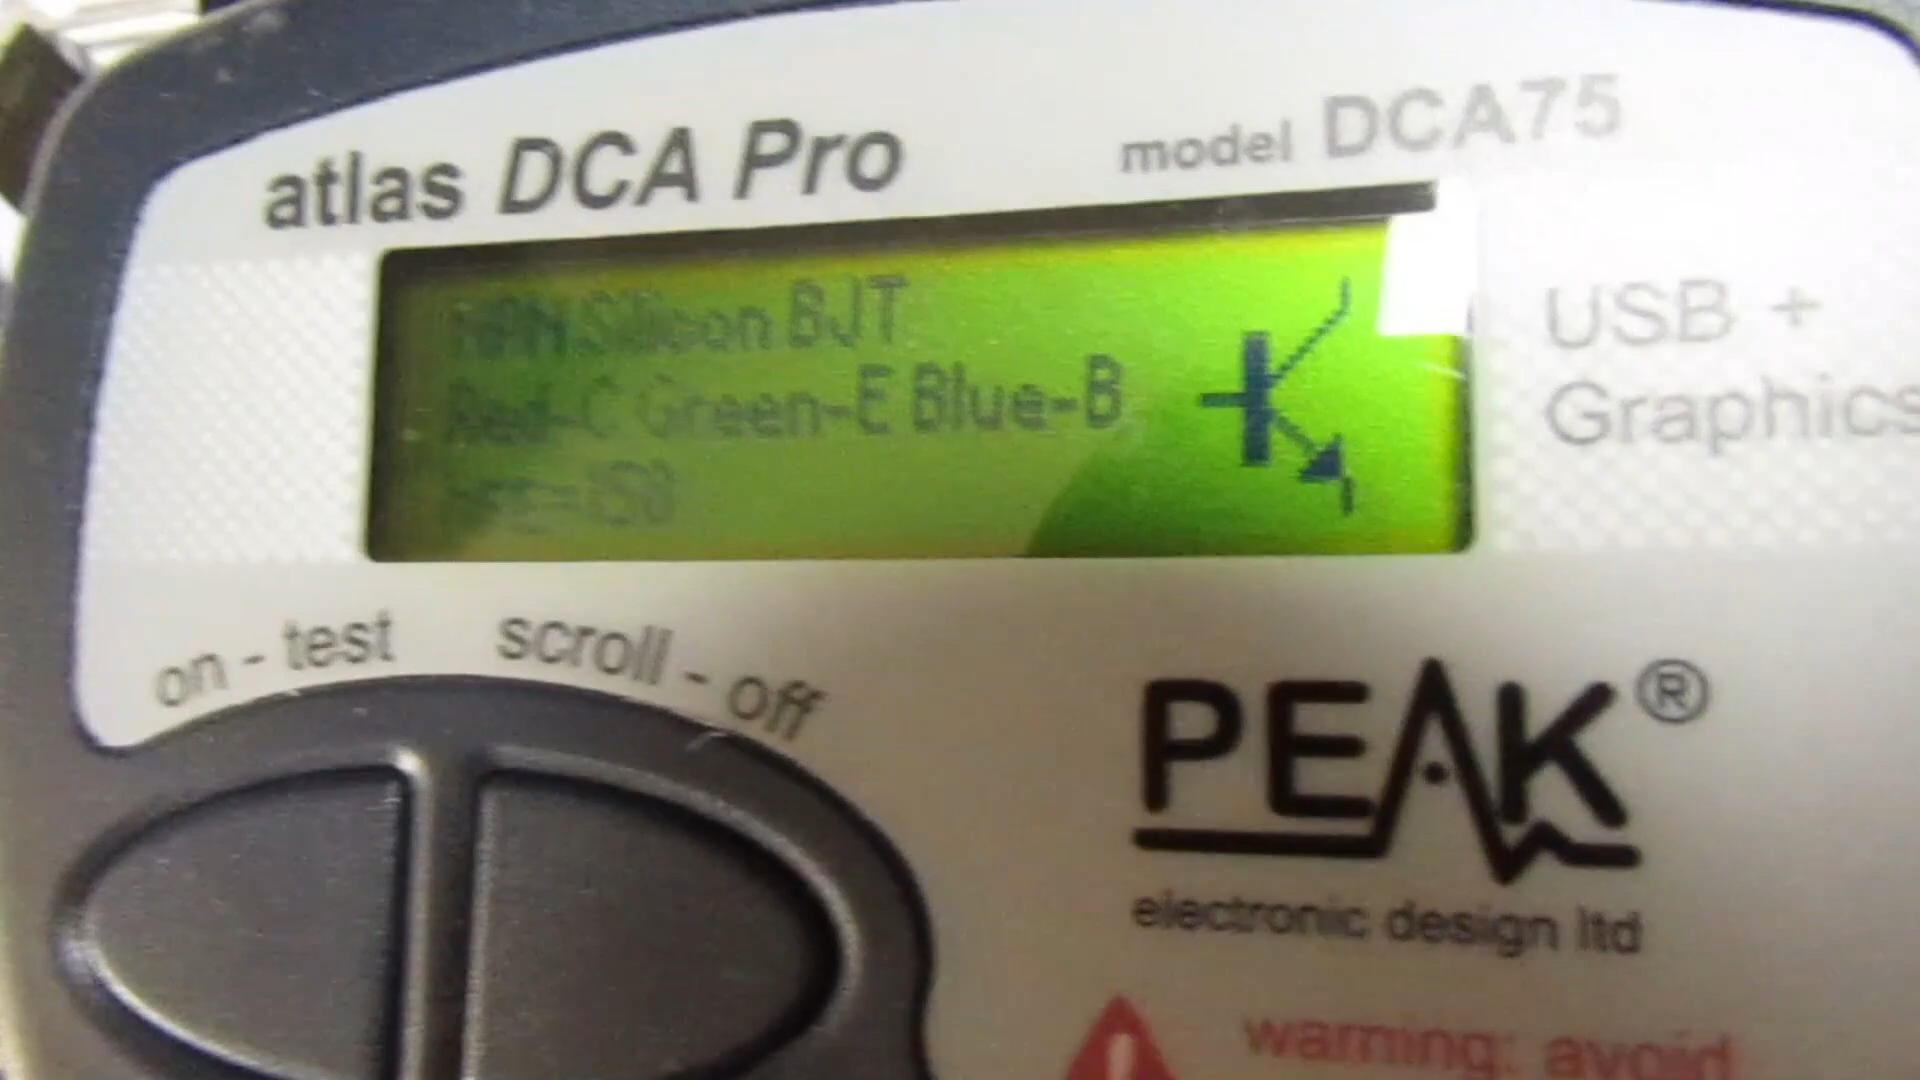 atlas DCA Pro
model DCA75
NPN Silicon BJT
Red-C Green-E Blue-B
USB +
Graphics
on - test
scroll - off
PEAK®
electronic design ltd
warning: avoid